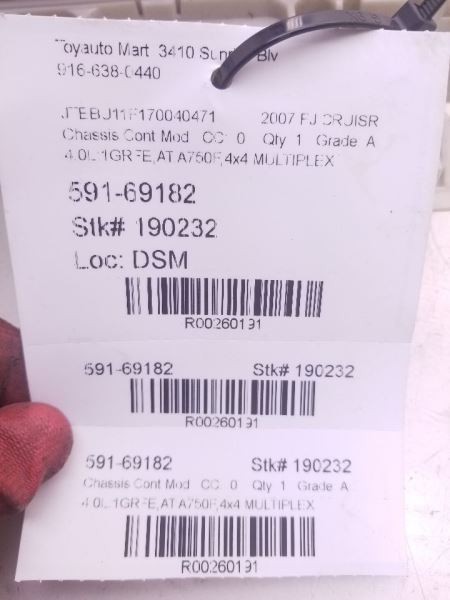 Toyauto Mart 3410 Blv
916-638-0440
JTEBU11F170040471 2007 FJ CRUISR
Chassis Cont Mod CC: 0 Qty 1 Grade A
4.0L,1GRFE,AT A750F,4x4 MULTIPLEX
591-69182
Stk# 190232
Loc: DSM
R00260191
591-69182 Stk# 190232
R00260191
591-69182 Stk# 190232
Chassis Cont Mod CC: 0 Qty 1 Grade A
4.0L,1GRFE,AT A750F,4x4 MULTIPLEX
R00260191